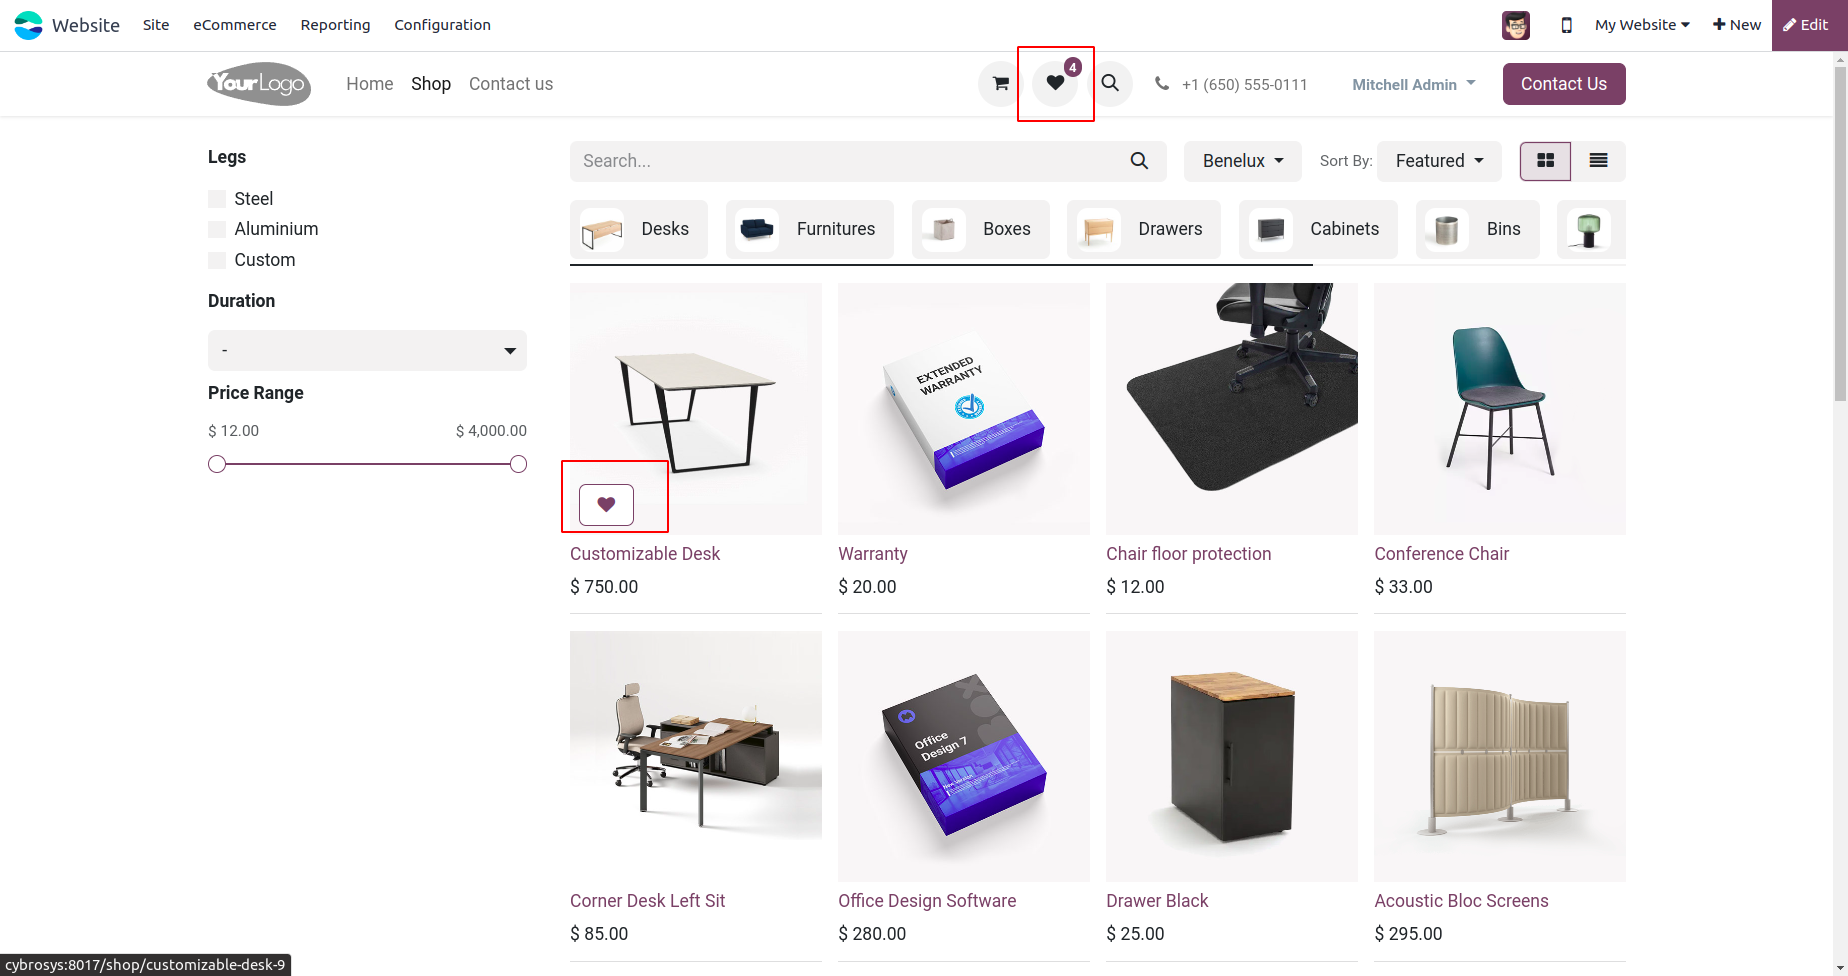 Website Site eCommerce Reporting Configuration My Website New Edit
YourLogo Home Shop Contact us 4 +1 (650) 555-0111 Mitchell Admin Contact Us
Legs
Steel
Aluminium
Custom
Duration
-
Price Range
$ 12.00 $ 4,000.00
Search... Benelux Sort By: Featured
Desks Furnitures Boxes Drawers Cabinets Bins
EXTENDED
WARRANTY
Customizable Desk Warranty Chair floor protection Conference Chair
$ 750.00 $ 20.00 $ 12.00 $ 33.00
Office
Design 7
New version
Corner Desk Left Sit Office Design Software Drawer Black Acoustic Bloc Screens
$ 85.00 $ 280.00 $ 25.00 $ 295.00
cybrosys:8017/shop/customizable-desk-9